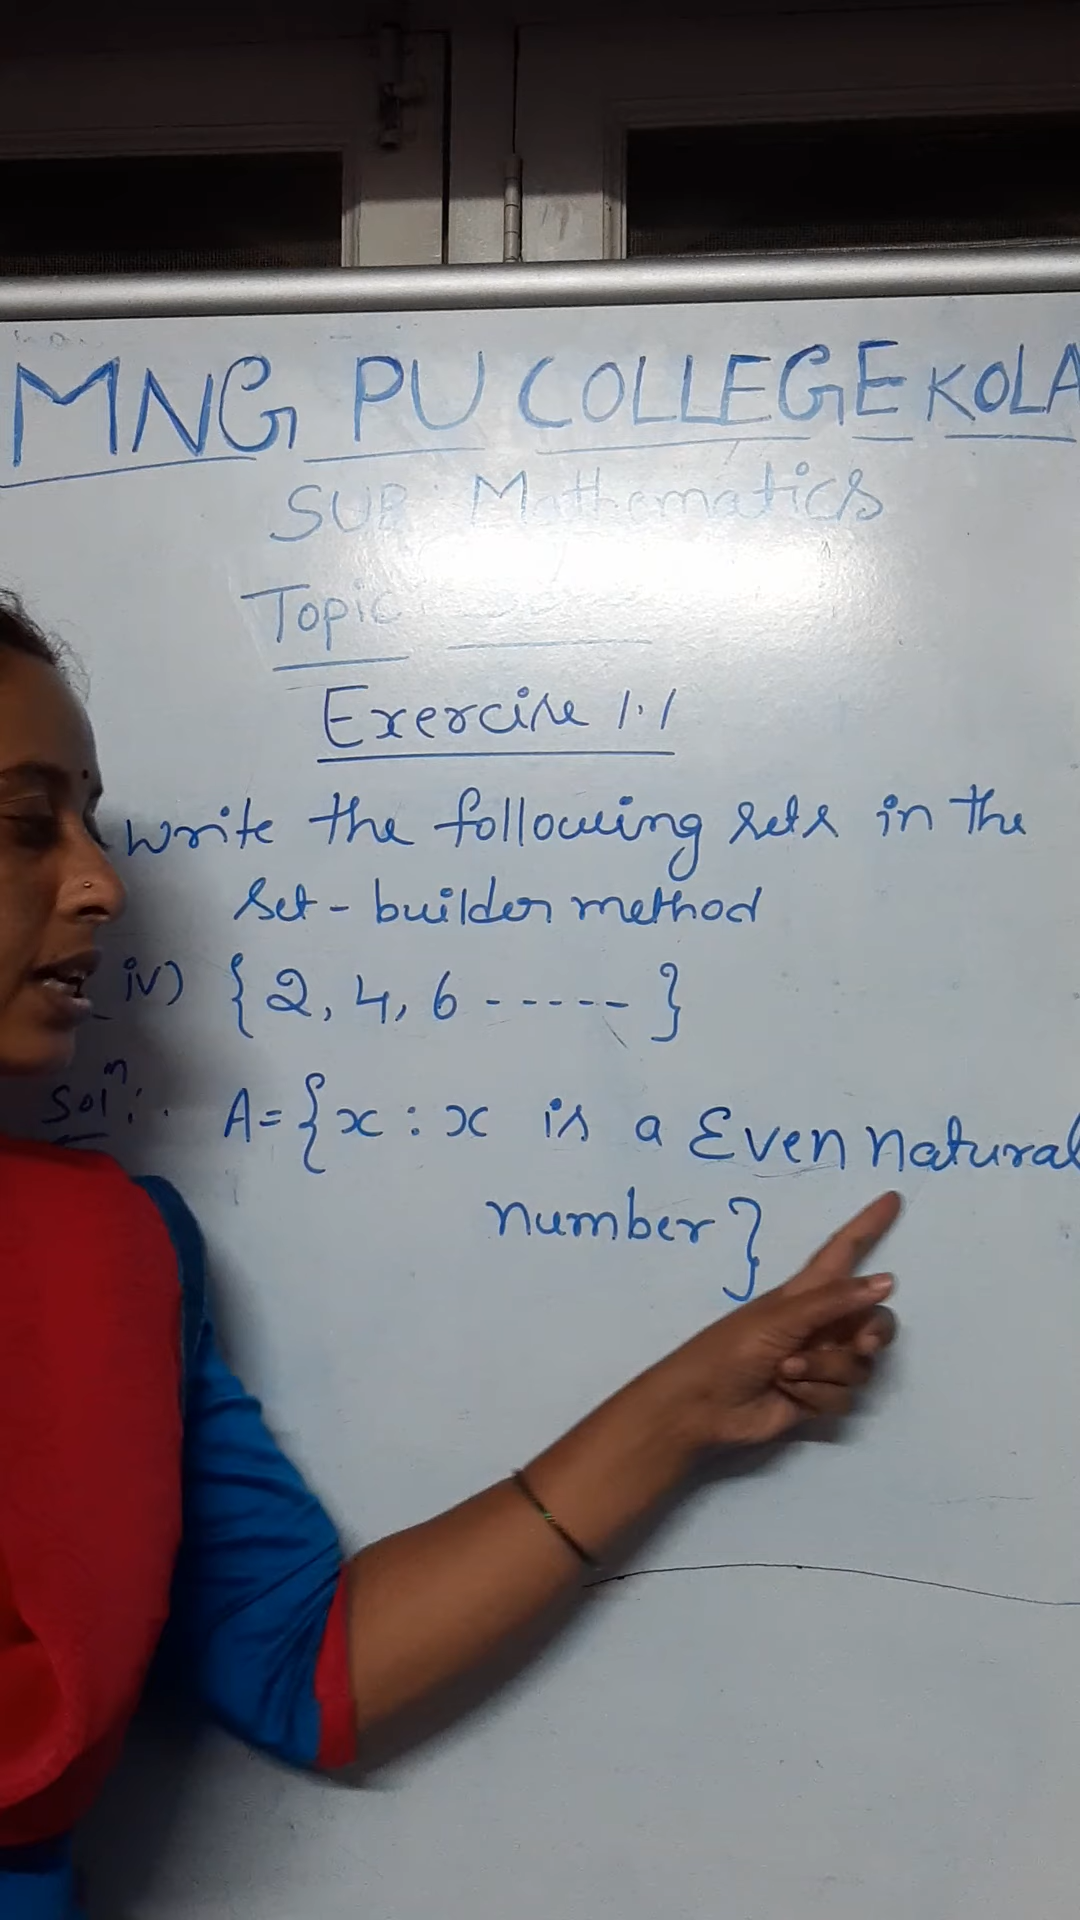 MNG PU COLLEGE KOLA
SUB: Mathematics
Topic
Exercise 1.1
write the following sets in the
set-builder method
iv) {2, 4, 6 ----- }
Solⁿ: A={x : x is a Even natural
number}